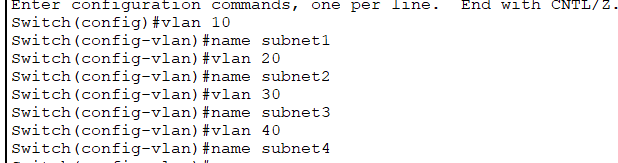 Enter configuration commands, one per line.  End with CNTL/Z.
Switch(config)#vlan 10
Switch(config-vlan)#name subnet1
Switch(config-vlan)#vlan 20
Switch(config-vlan)#name subnet2
Switch(config-vlan)#vlan 30
Switch(config-vlan)#name subnet3
Switch(config-vlan)#vlan 40
Switch(config-vlan)#name subnet4